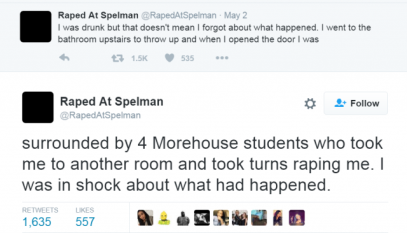 Raped At Spelman @RapedAtSpelman · May 2
I was drunk but that doesn't mean I forgot about what happened. I went to the
bathroom upstairs to throw up and when I opened the door I was
1.5K 535
Raped At Spelman
@RapedAtSpelman
Follow
surrounded by 4 Morehouse students who took
me to another room and took turns raping me. I
was in shock about what had happened.
RETWEETS LIKES
1,635 557